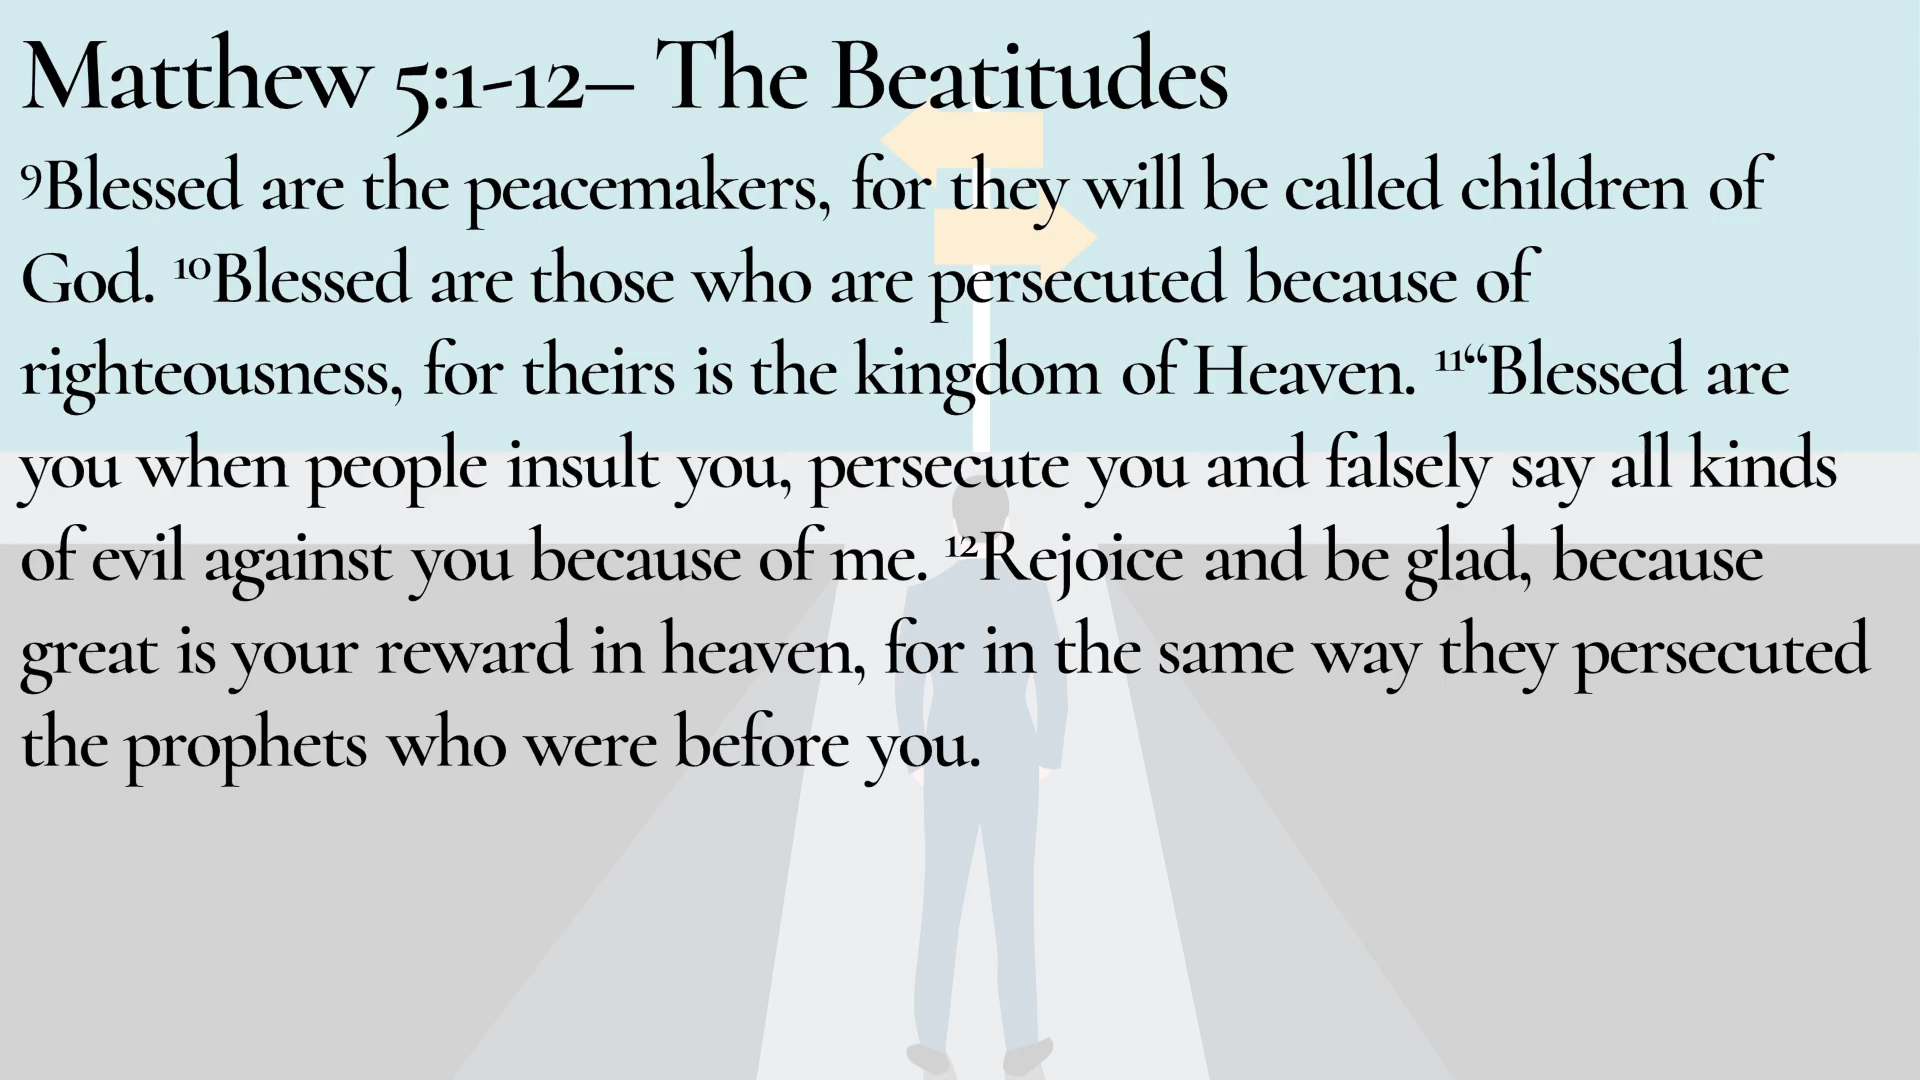 Matthew 5:1-12– The Beatitudes
⁹Blessed are the peacemakers, for they will be called children of
God. ¹⁰Blessed are those who are persecuted because of
righteousness, for theirs is the kingdom of Heaven. ¹¹“Blessed are
you when people insult you, persecute you and falsely say all kinds
of evil against you because of me. ¹²Rejoice and be glad, because
great is your reward in heaven, for in the same way they persecuted
the prophets who were before you.